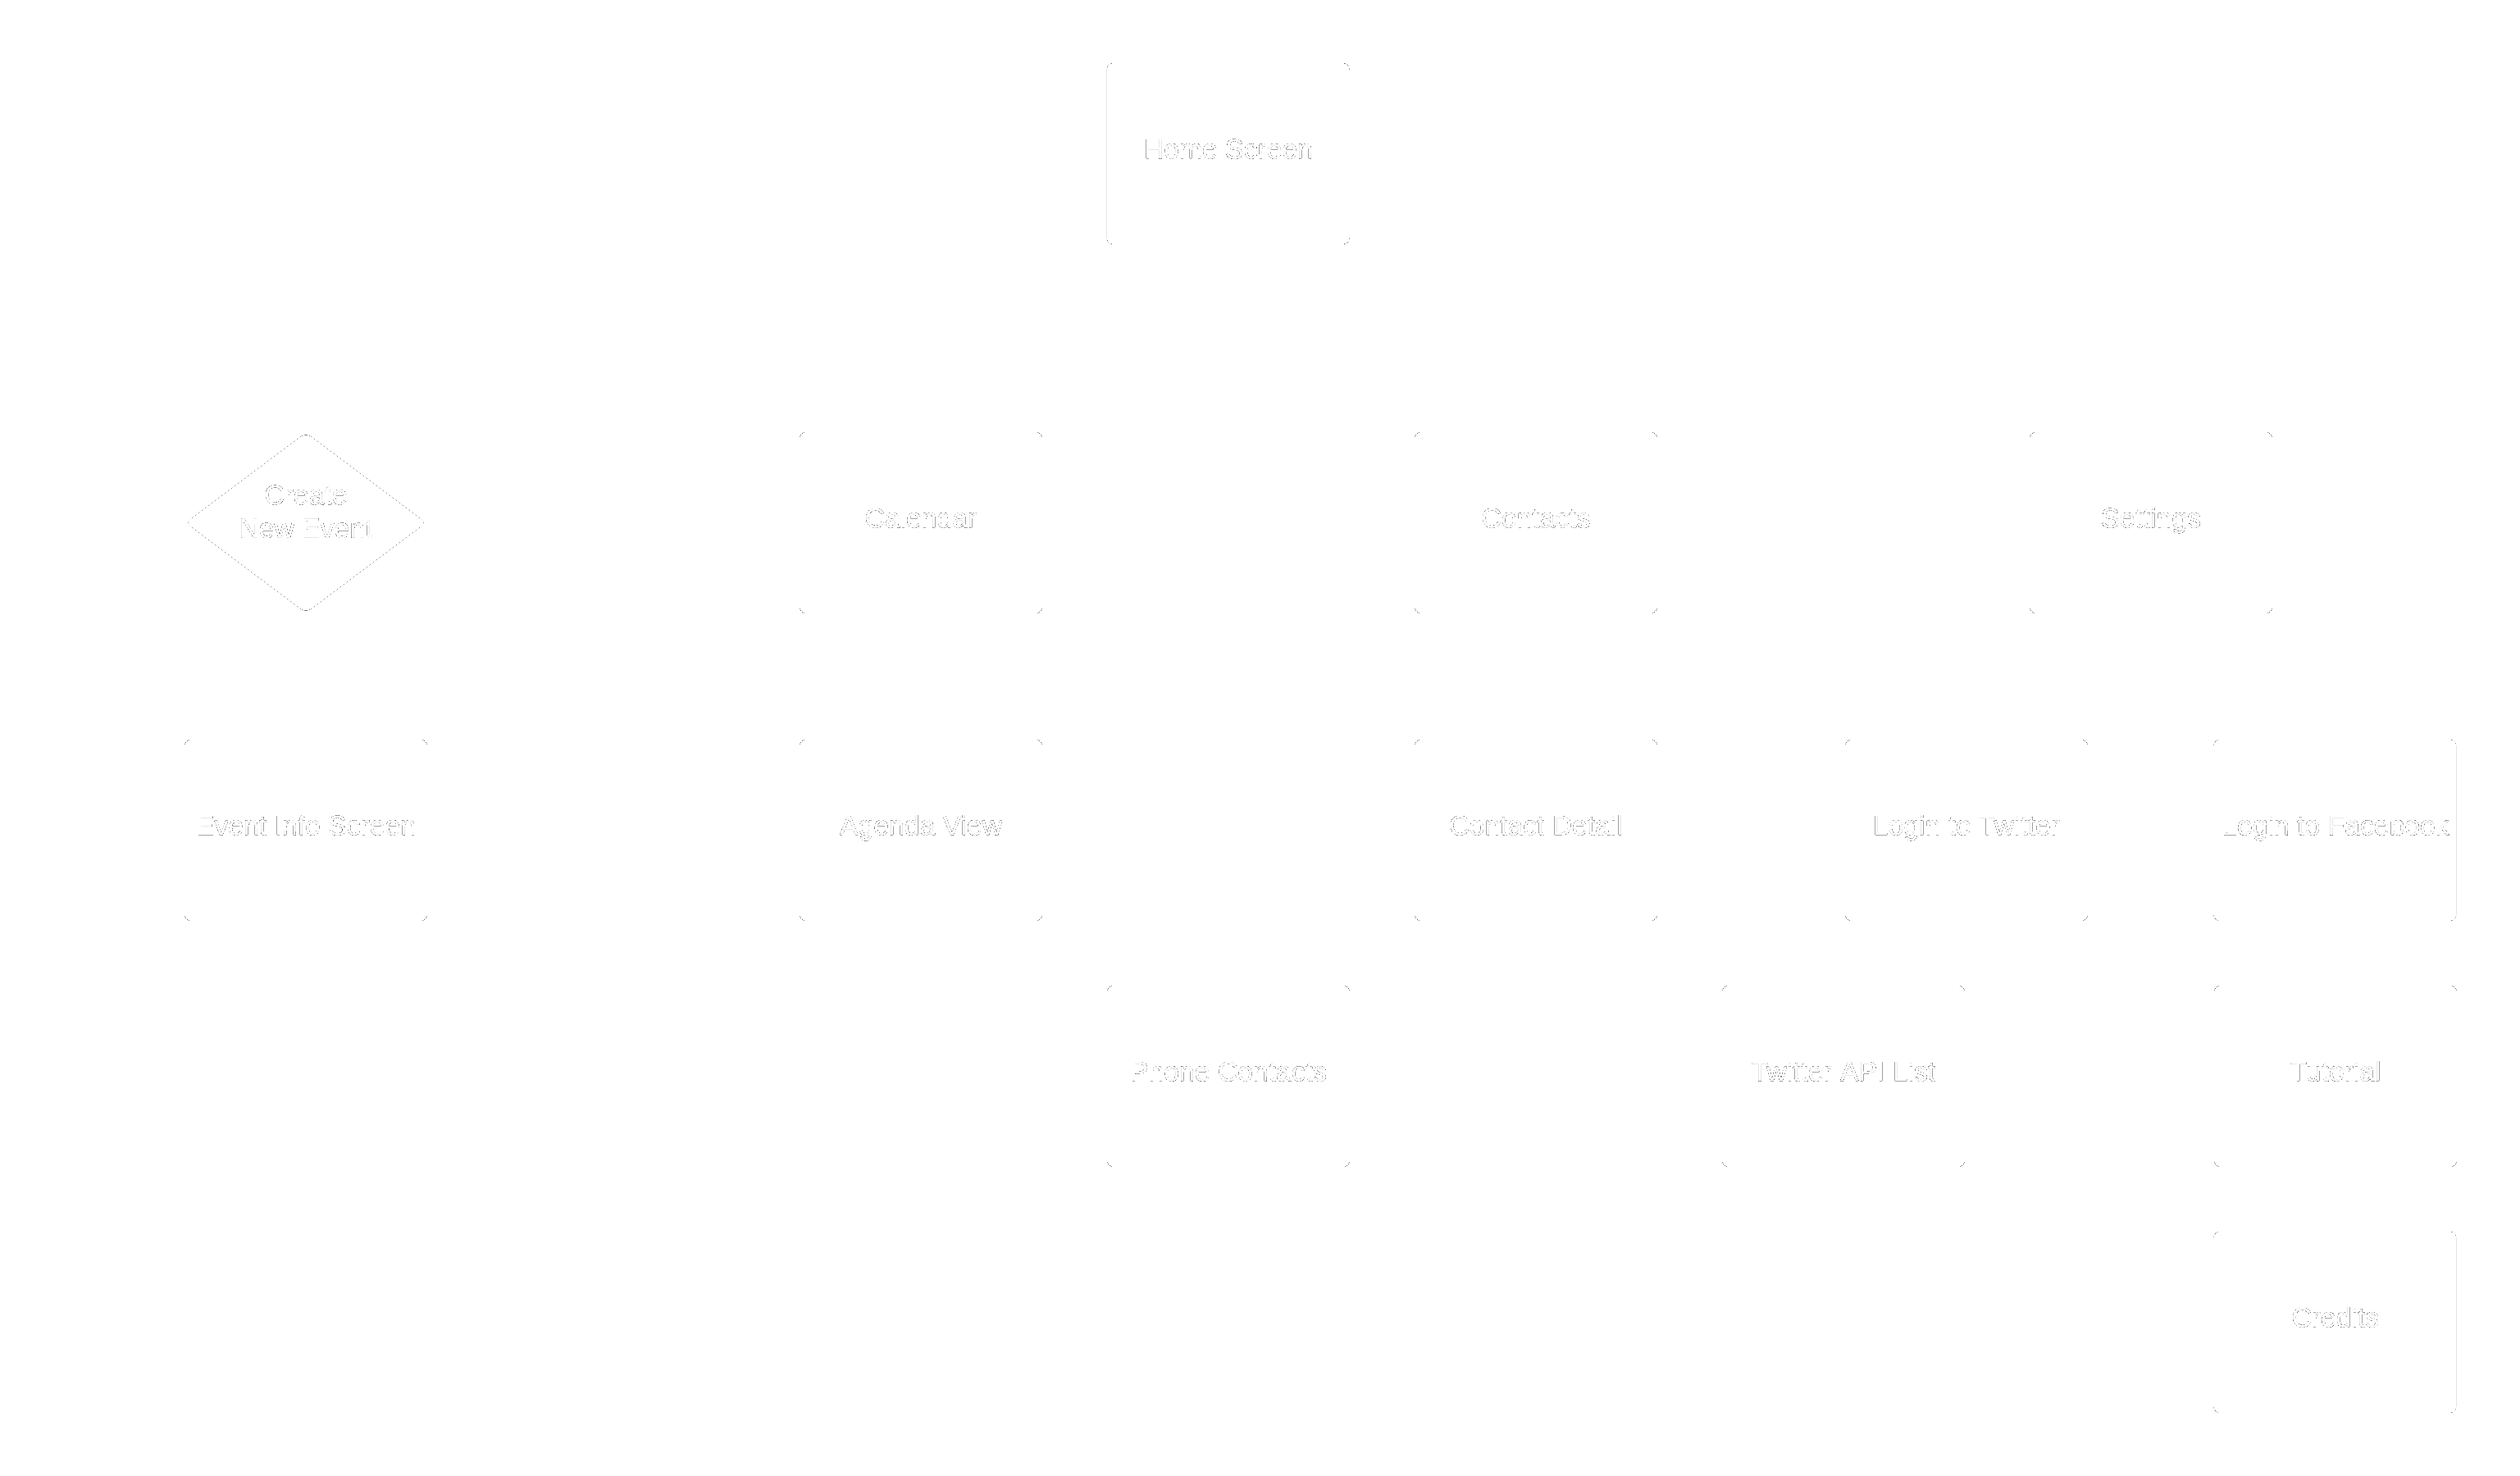 Home Screen
Create
New Event
Calendar
Contacts
Settings
Event Info Screen
Agenda View
Contact Detail
Login to Twitter
Login to Facebook
Phone Contacts
Twitter API List
Tutorial
Credits